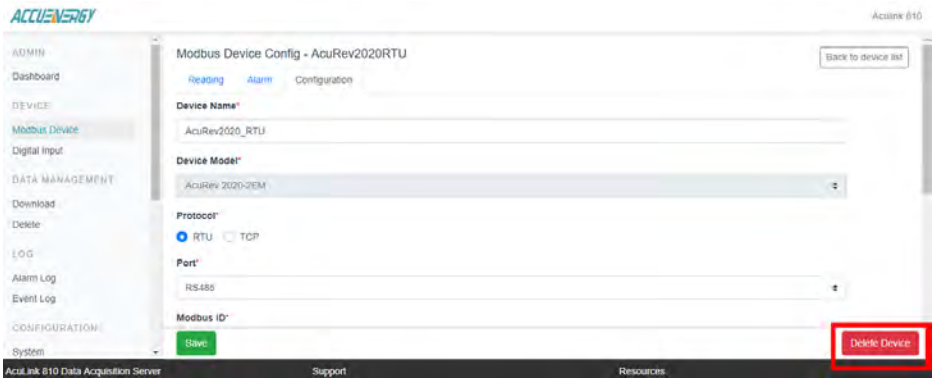 ACCUENERGY
AcuLink 810
ADMIN
Dashboard
DEVICE
Modbus Device
Digital Input
DATA MANAGEMENT
Download
Delete
LOG
Alarm Log
Event Log
CONFIGURATION
System
Modbus Device Config - AcuRev2020RTU
Back to device list
Reading Alarm Configuration
Device Name*
AcuRev2020_RTU
Device Model*
AcuRev 2020-2EM
Protocol*
RTU TCP
Port*
RS485
Modbus ID*
Save
Delete Device
AcuLink 810 Data Acquisition Server Support Resources